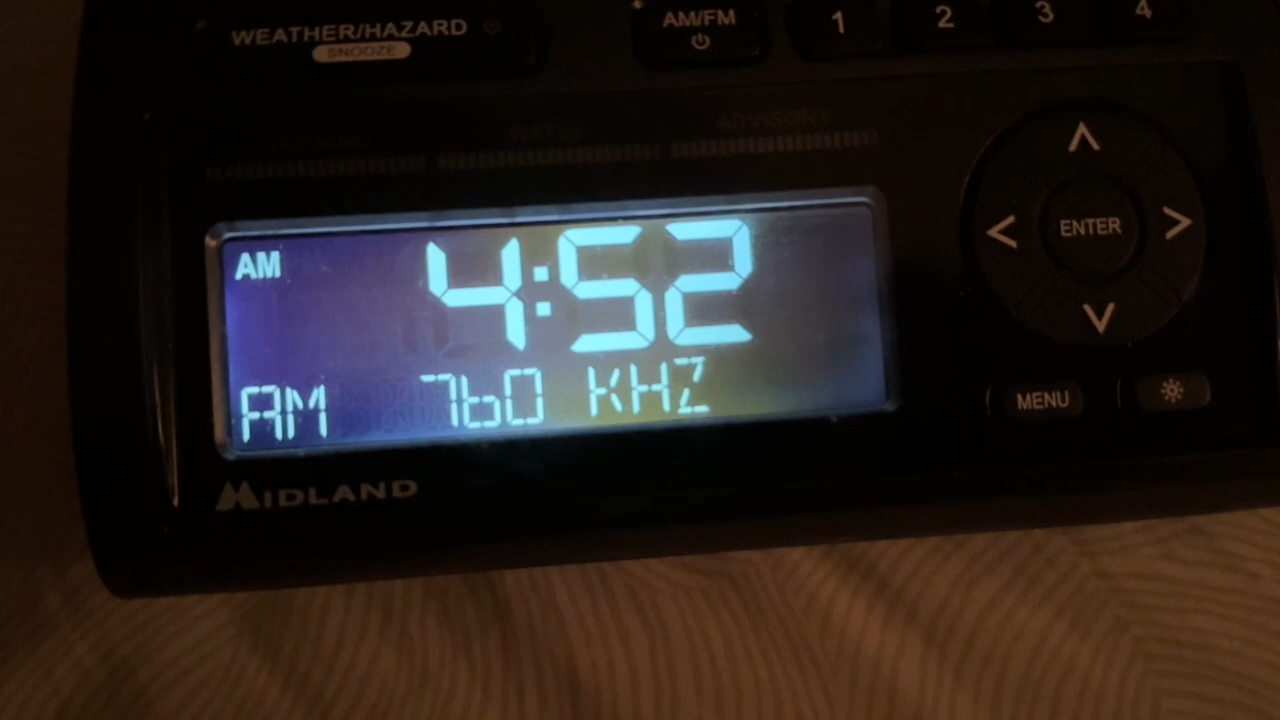 WEATHER/HAZARD
SNOOZE
AM/FM
1 2 3 4
WATCH
ADVISORY
AM 4:52
AM 760 KHZ
ENTER
MENU
MIDLAND